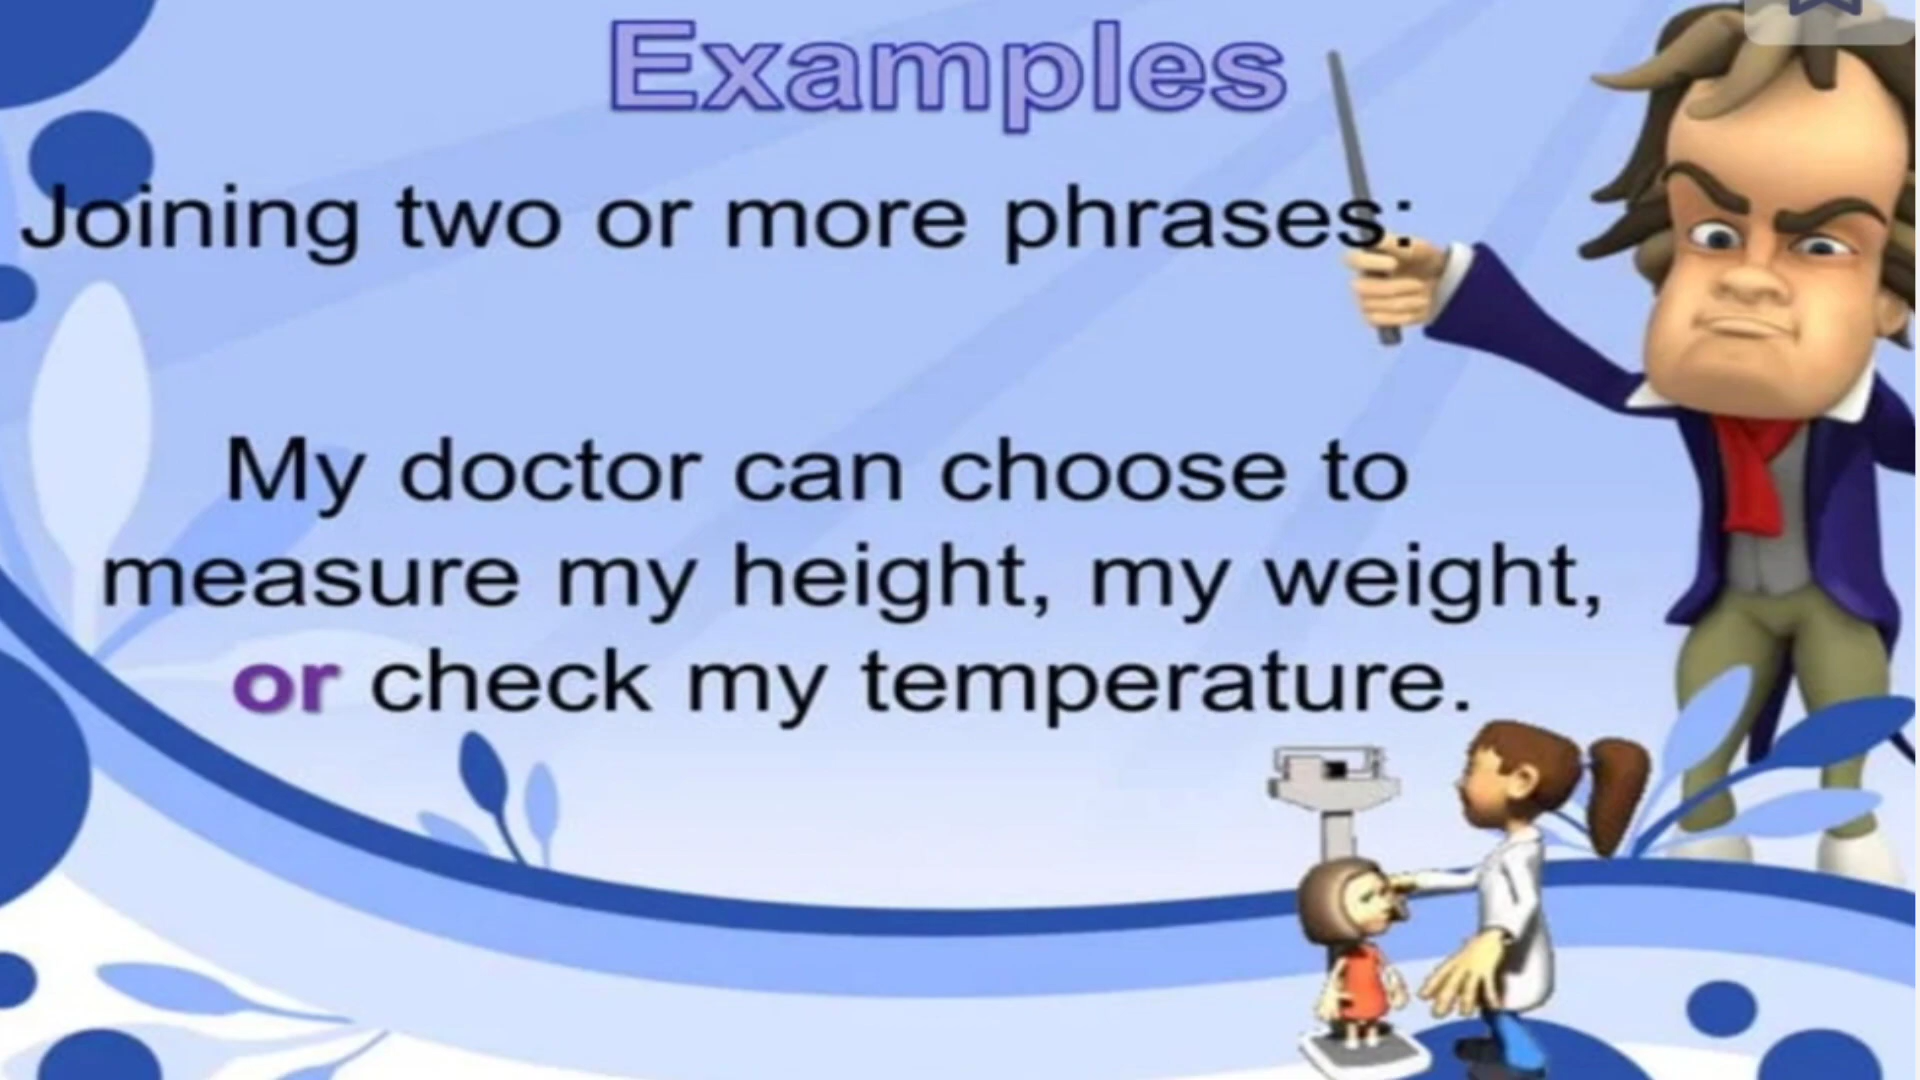 Examples
Joining two or more phrases:
My doctor can choose to
measure my height, my weight,
or check my temperature.